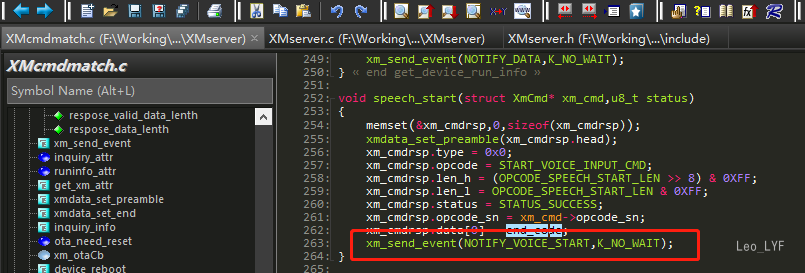 XMcmdmatch.c (F:\Working\...\XMserver) × XMserver.c (F:\Working\...\XMserver) XMserver.h (F:\Working\...\include)
XMcmdmatch.c
Symbol Name (Alt+L)
respose_valid_data_lenth
respose_data_lenth
xm_send_event
inquiry_attr
runinfo_attr
get_xm_attr
xmdata_set_preamble
xmdata_set_end
inquiry_info
ota_need_reset
xm_otaCb
device_reboot
249: xm_send_event(NOTIFY_DATA,K_NO_WAIT);
250: } « end get_device_run_info »
251:
252: void speech_start(struct XmCmd* xm_cmd,u8_t status)
253: {
254: memset(&xm_cmdrsp,0,sizeof(xm_cmdrsp));
255: xmdata_set_preamble(xm_cmdrsp.head);
256: xm_cmdrsp.type = 0x0;
257: xm_cmdrsp.opcode = START_VOICE_INPUT_CMD;
258: xm_cmdrsp.len_h = (OPCODE_SPEECH_START_LEN >> 8) & 0XFF;
259: xm_cmdrsp.len_l = OPCODE_SPEECH_START_LEN & 0XFF;
260: xm_cmdrsp.status = STATUS_SUCCESS;
261: xm_cmdrsp.opcode_sn = xm_cmd->opcode_sn;
262: xm_cmdrsp.data[0] end_code;
263: xm_send_event(NOTIFY_VOICE_START,K_NO_WAIT);
264: }
265:
Leo_LYF